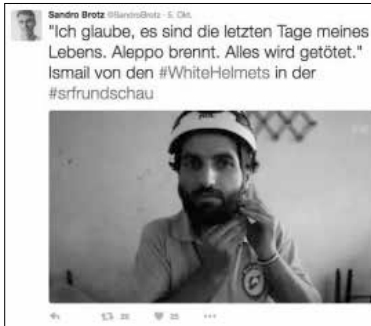 Sandro Brotz @SandroBrotz · 5. Okt.
"Ich glaube, es sind die letzten Tage meines
Lebens. Aleppo brennt. Alles wird getötet."
Ismail von den #WhiteHelmets in der
#srfrundschau